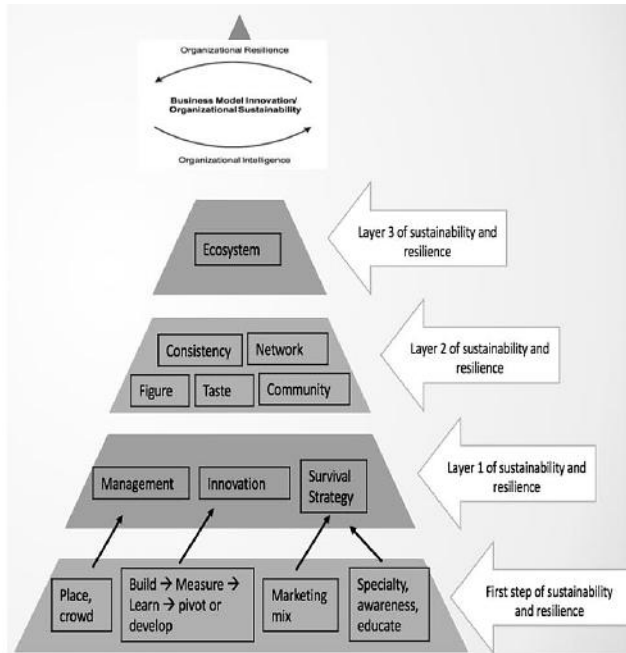 Organizational Resilience
Business Model Innovation/
Organizational Sustainability
Organizational Intelligence
Ecosystem
Layer 3 of sustainability and
resilience
Consistency
Network
Figure
Taste
Community
Layer 2 of sustainability and
resilience
Management
Innovation
Survival
Strategy
Layer 1 of sustainability and
resilience
Place,
crowd
Build → Measure →
Learn → pivot or
develop
Marketing
mix
Specialty,
awareness,
educate
First step of sustainability
and resilience